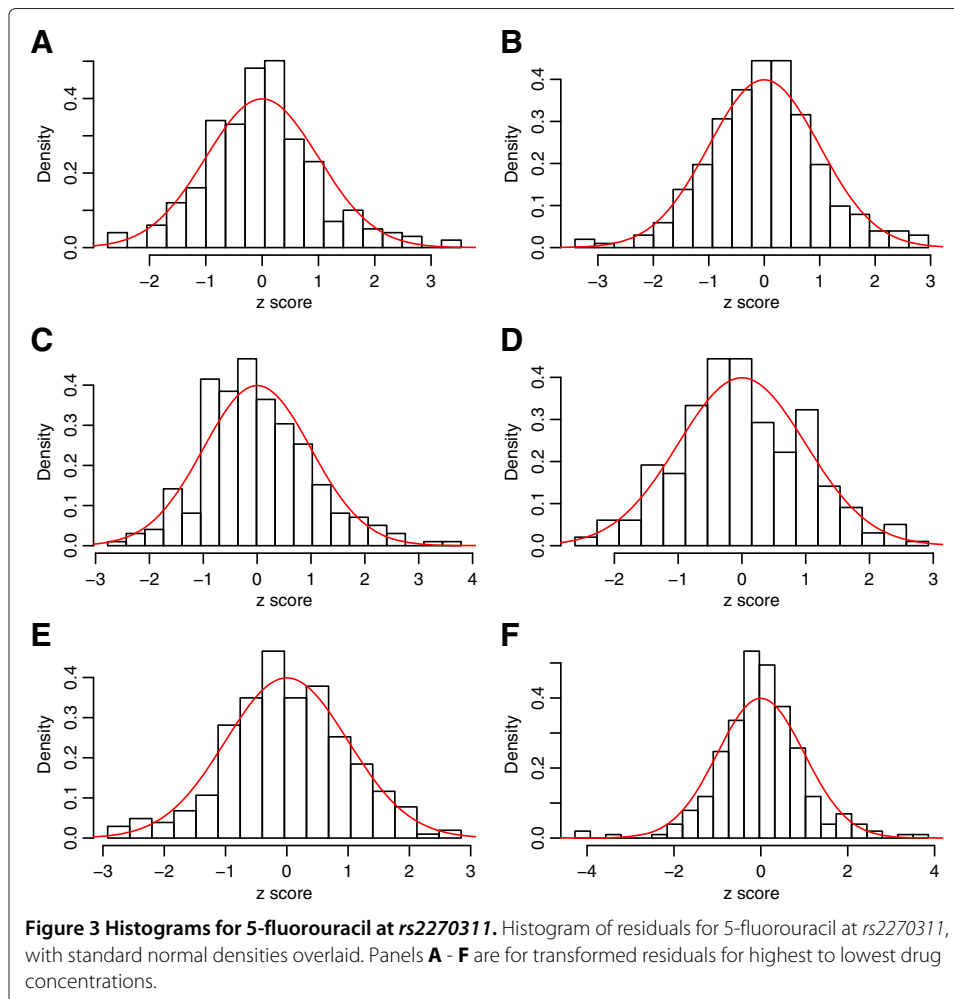 A
Density
0.0 0.2 0.4
−2 −1 0 1 2 3
z score
B
Density
0.0 0.1 0.2 0.3 0.4
−3 −2 −1 0 1 2 3
z score
C
Density
0.0 0.1 0.2 0.3 0.4
−3 −2 −1 0 1 2 3 4
z score
D
Density
0.0 0.1 0.2 0.3 0.4
−2 −1 0 1 2 3
z score
E
Density
0.0 0.1 0.2 0.3 0.4
−3 −2 −1 0 1 2 3
z score
F
Density
0.0 0.2 0.4
−4 −2 0 2 4
z score
Figure 3 Histograms for 5-fluorouracil at rs2270311. Histogram of residuals for 5-fluorouracil at rs2270311,
with standard normal densities overlaid. Panels A - F are for transformed residuals for highest to lowest drug
concentrations.